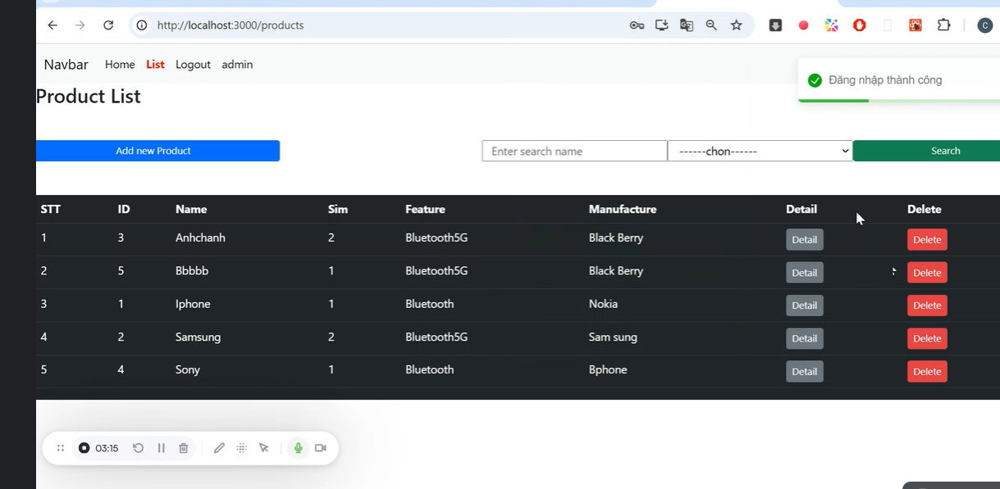 http://localhost:3000/products
C
Navbar Home List Logout admin
Đăng nhập thành công
Product List
Add new Product Enter search name ------chon------ Search
STT ID Name Sim Feature Manufacture Detail Delete
1 3 Anhchanh 2 Bluetooth5G Black Berry Detail Delete
2 5 Bbbbb 1 Bluetooth5G Black Berry Detail Delete
3 1 Iphone 1 Bluetooth Nokia Detail Delete
4 2 Samsung 2 Bluetooth5G Sam sung Detail Delete
5 4 Sony 1 Bluetooth Bphone Detail Delete
03:15